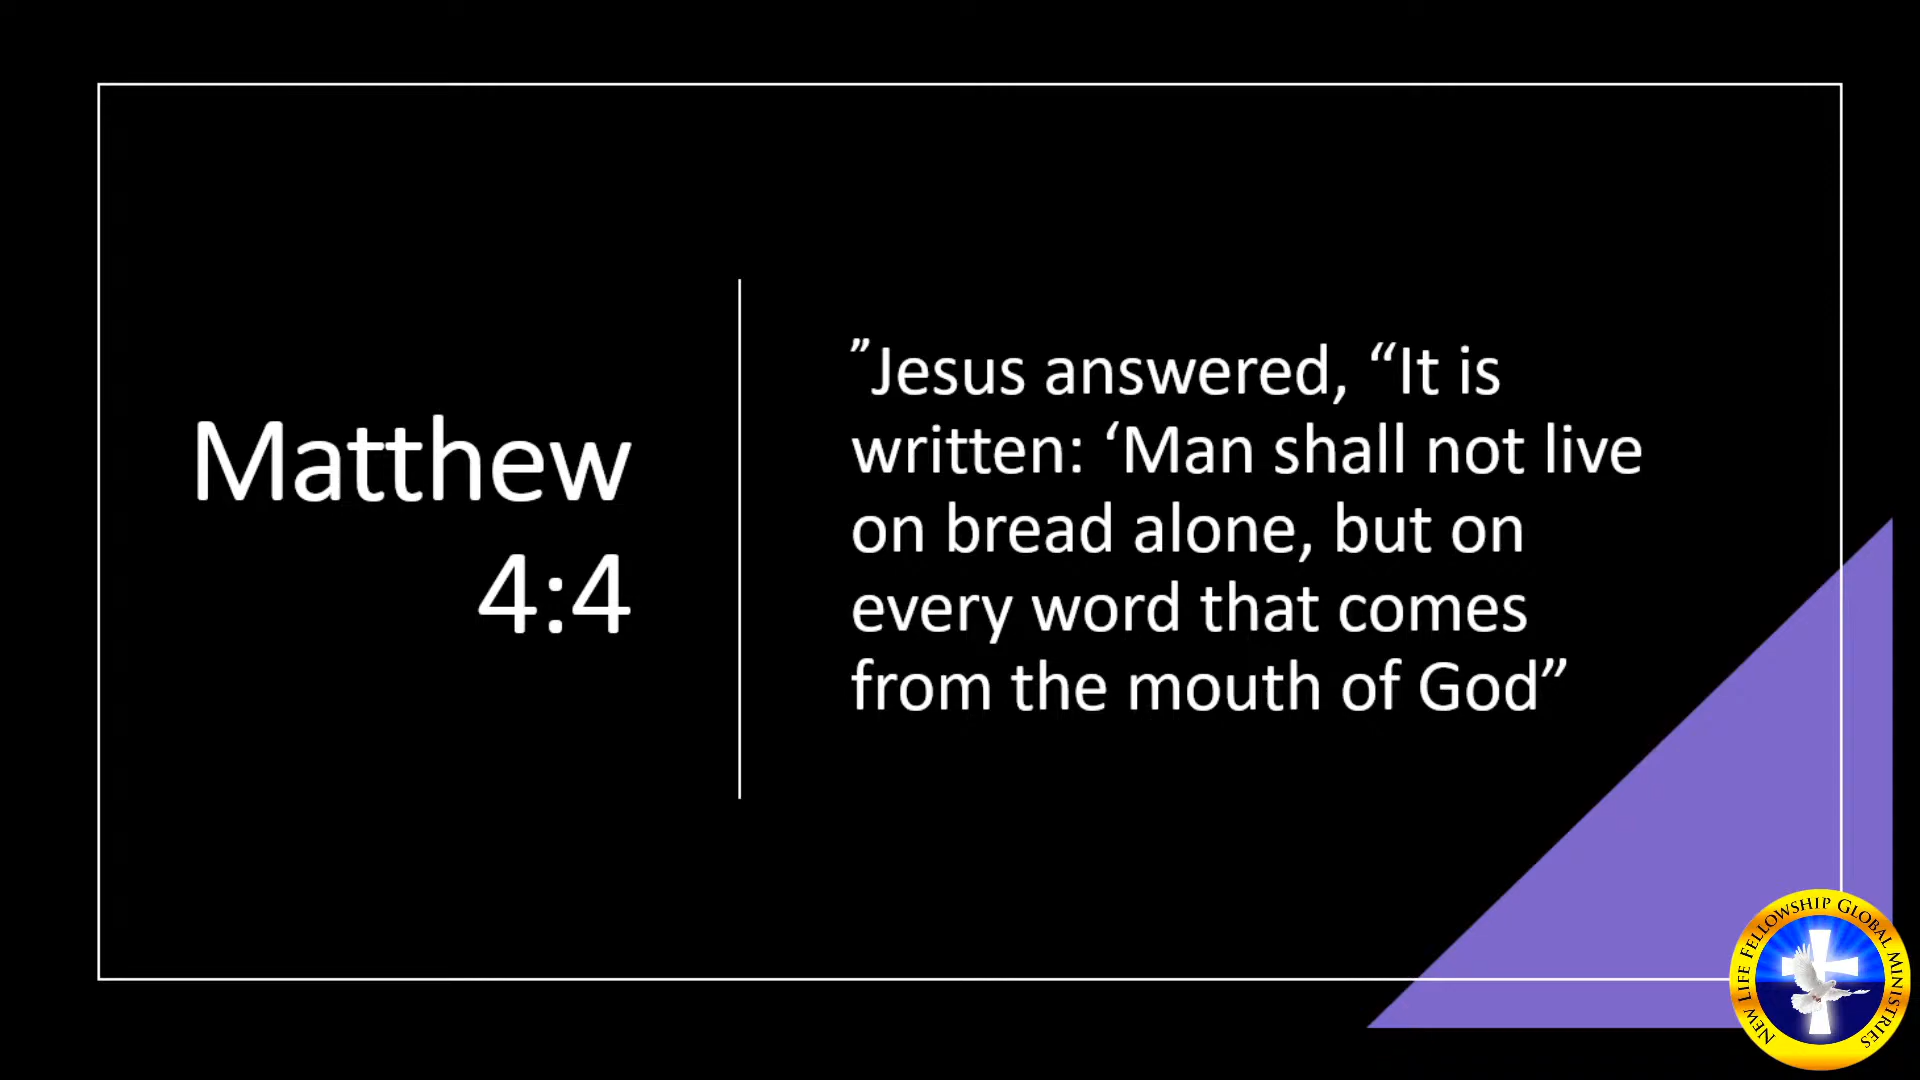 Matthew
4:4
”Jesus answered, “It is
written: ‘Man shall not live
on bread alone, but on
every word that comes
from the mouth of God”
NEW LIFE FELLOWSHIP GLOBAL MINISTRIES